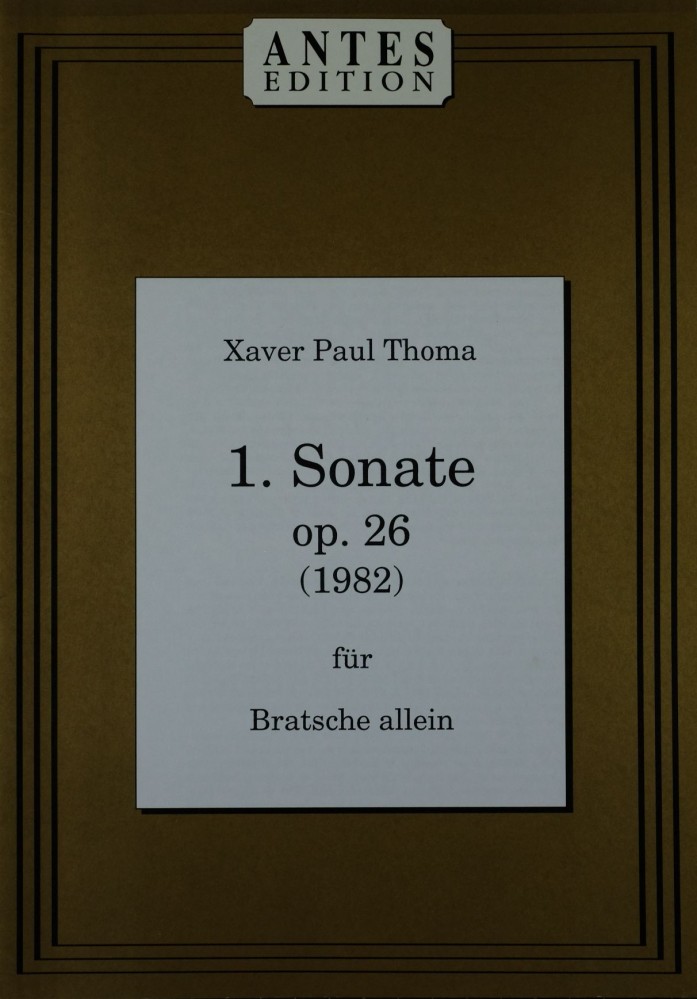 ANTES
EDITION
Xaver Paul Thoma
1. Sonate
op. 26
(1982)
für
Bratsche allein